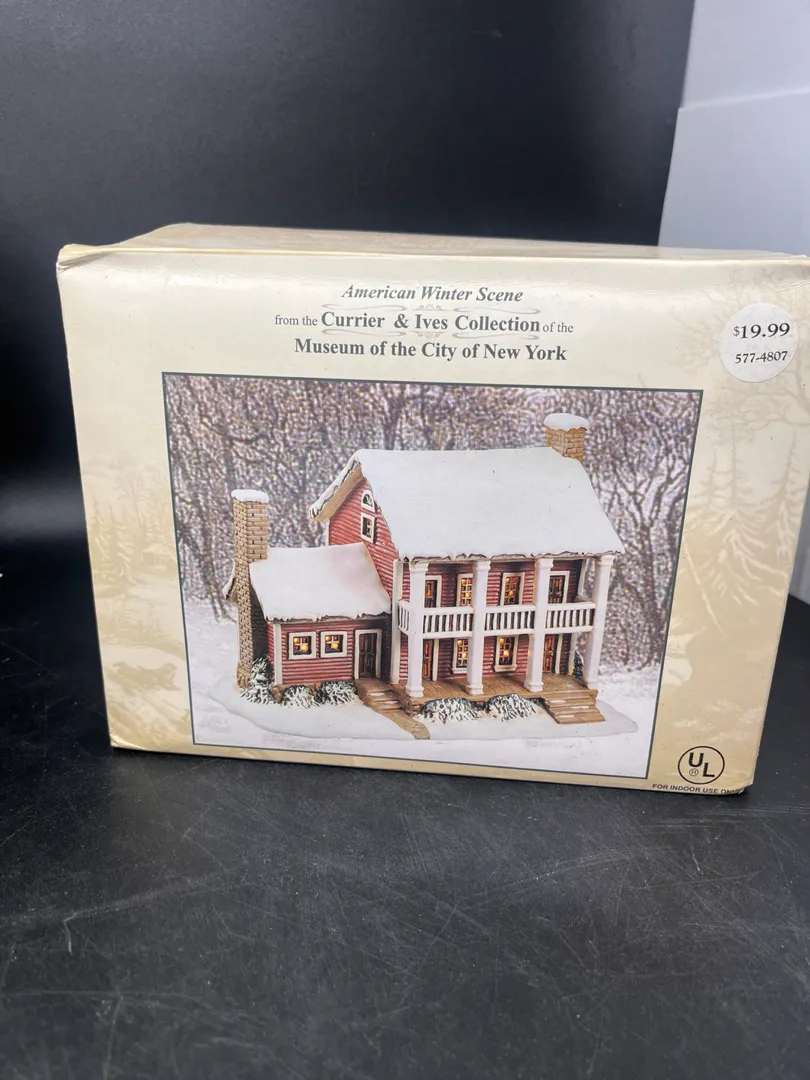 American Winter Scene
from the Currier & Ives Collection of the
Museum of the City of New York
$19.99
577-4807
UL
®
FOR INDOOR USE ONLY